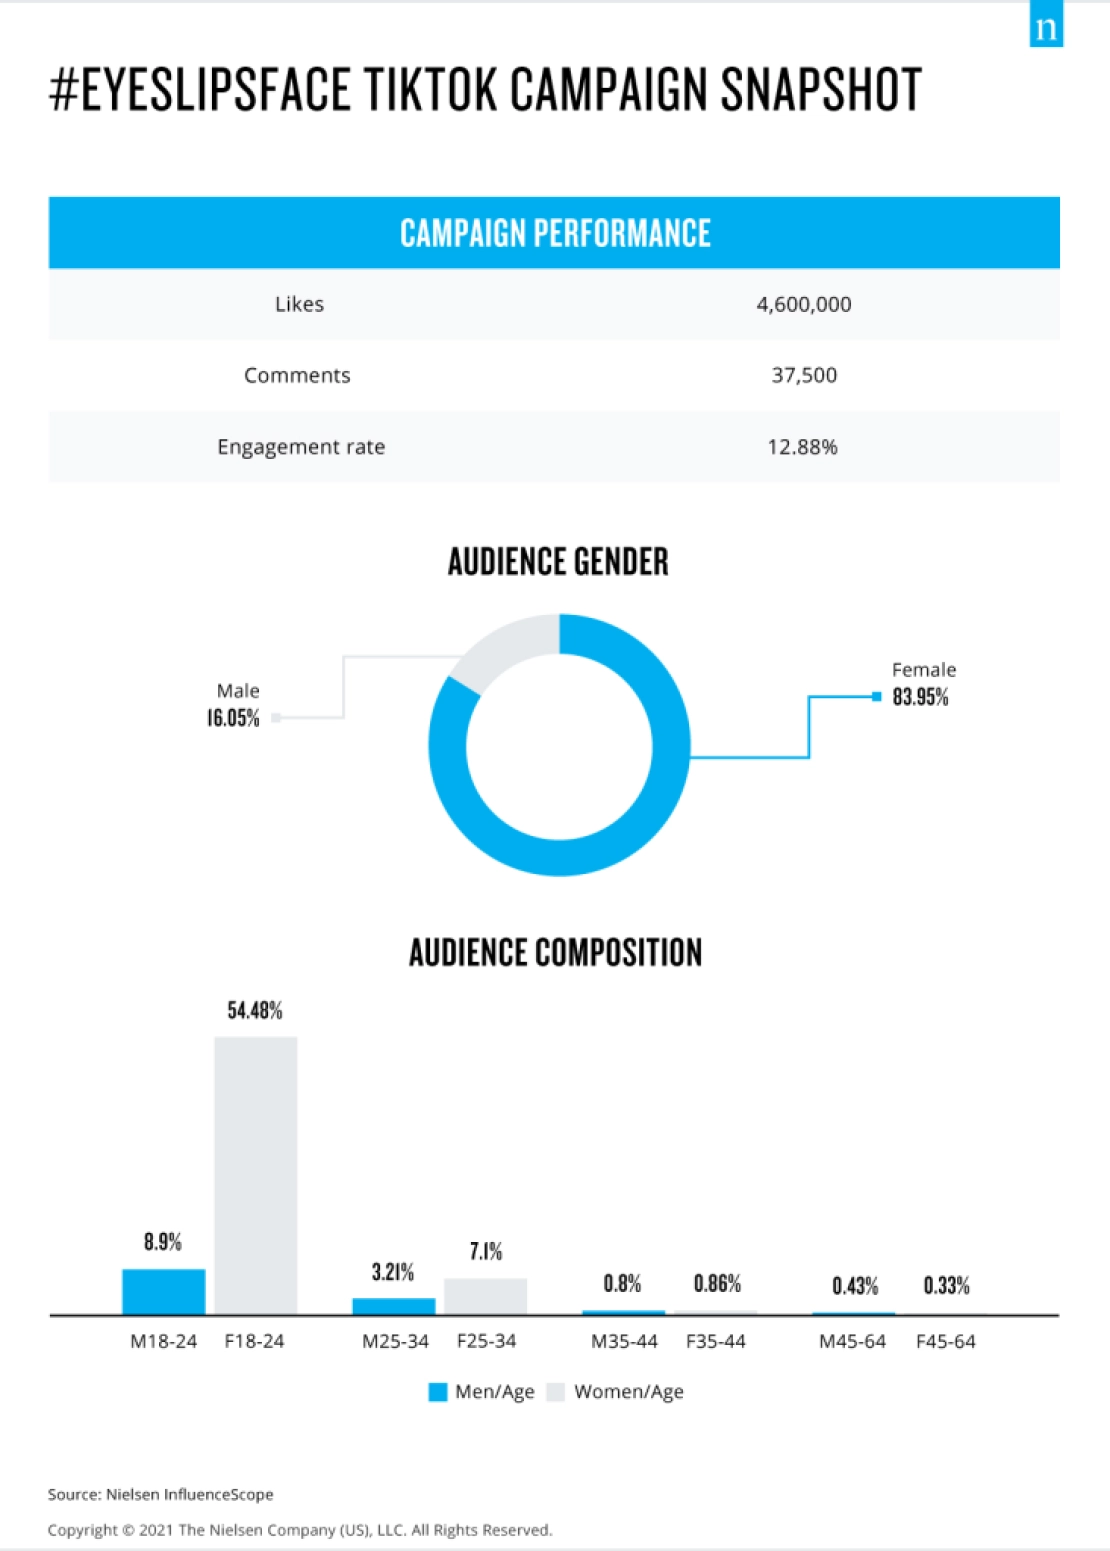 n
#EYESLIPSFACE TIKTOK CAMPAIGN SNAPSHOT
CAMPAIGN PERFORMANCE
Likes 4,600,000
Comments 37,500
Engagement rate 12.88%
AUDIENCE GENDER
Male
16.05%
Female
83.95%
AUDIENCE COMPOSITION
8.9% 54.48% 3.21% 7.1% 0.8% 0.86% 0.43% 0.33%
M18-24 F18-24 M25-34 F25-34 M35-44 F35-44 M45-64 F45-64
Men/Age Women/Age
Source: Nielsen InfluenceScope
Copyright © 2021 The Nielsen Company (US), LLC. All Rights Reserved.